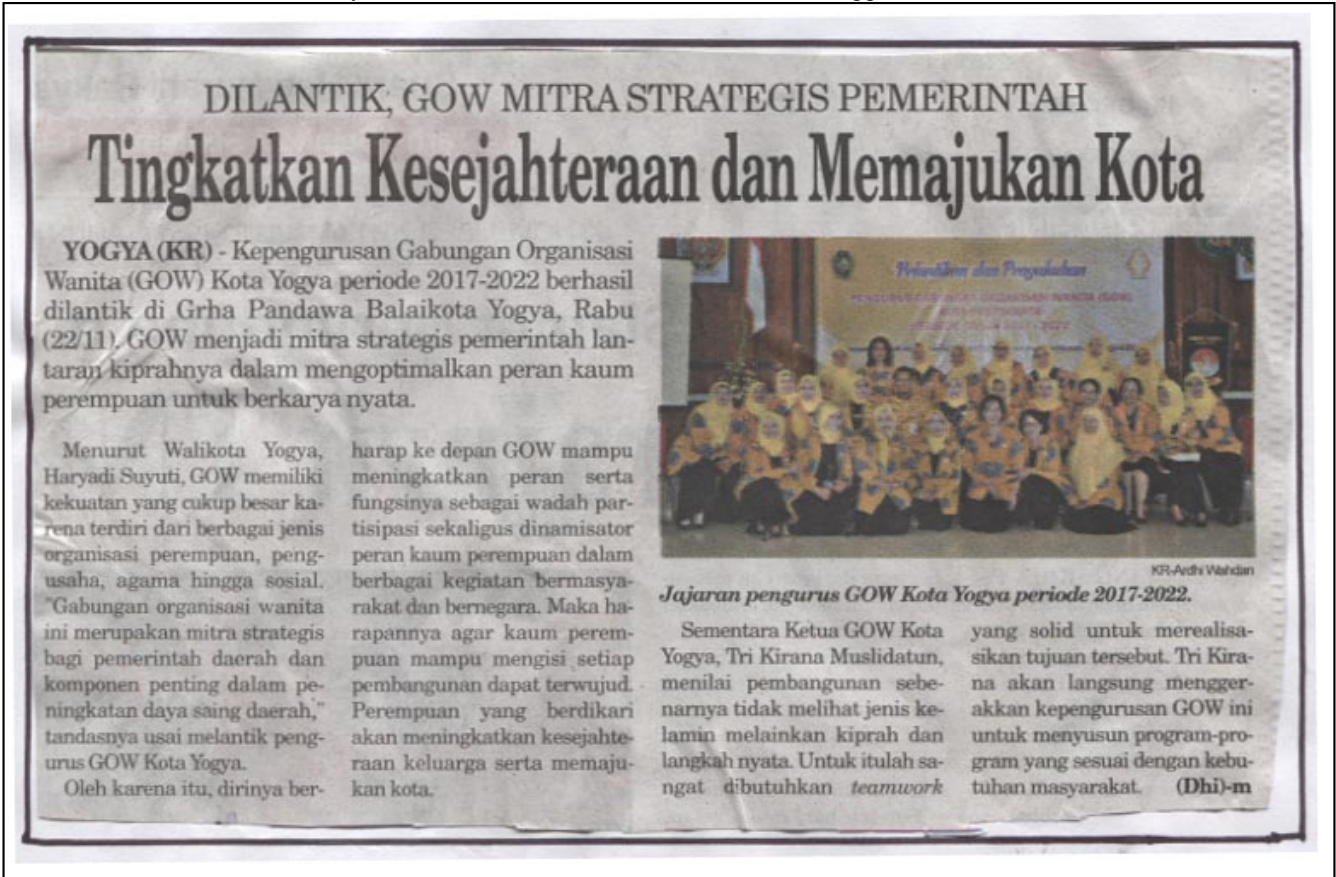 DILANTIK, GOW MITRA STRATEGIS PEMERINTAH
Tingkatkan Kesejahteraan dan Memajukan Kota
YOGYA (KR) - Kepengurusan Gabungan Organisasi
Wanita (GOW) Kota Yogya periode 2017-2022 berhasil
dilantik di Grha Pandawa Balaikota Yogya, Rabu
(22/11). GOW menjadi mitra strategis pemerintah lan-
taran kiprahnya dalam mengoptimalkan peran kaum
perempuan untuk berkarya nyata.
Menurut Walikota Yogya,
Haryadi Suyuti, GOW memiliki
kekuatan yang cukup besar ka-
rena terdiri dari berbagai jenis
organisasi perempuan, peng-
usaha, agama hingga sosial.
"Gabungan organisasi wanita
ini merupakan mitra strategis
bagi pemerintah daerah dan
komponen penting dalam pe-
ningkatan daya saing daerah,"
tandasnya usai melantik peng-
urus GOW Kota Yogya.
Oleh karena itu, dirinya ber-
harap ke depan GOW mampu
meningkatkan peran serta
fungsinya sebagai wadah par-
tisipasi sekaligus dinamisator
peran kaum perempuan dalam
berbagai kegiatan bermasya-
rakat dan bernegara. Maka ha-
rapannya agar kaum perem-
puan mampu mengisi setiap
pembangunan dapat terwujud.
Perempuan yang berdikari
akan meningkatkan kesejahte-
raan keluarga serta memaju-
kan kota.
Pelantikan dan Pengukuhan
PENGURUS GABUNGAN ORGANISASI WANITA (GOW)
2017 - 2022
KR-Ardhi Wahdan
Jajaran pengurus GOW Kota Yogya periode 2017-2022.
Sementara Ketua GOW Kota
Yogya, Tri Kirana Muslidatun,
menilai pembangunan sebe-
narnya tidak melihat jenis ke-
lamin melainkan kiprah dan
langkah nyata. Untuk itulah sa-
ngat dibutuhkan teamwork
yang solid untuk merealisa-
sikan tujuan tersebut. Tri Kira-
na akan langsung mengger-
akkan kepengurusan GOW ini
untuk menyusun program-pro-
gram yang sesuai dengan kebu-
tuhan masyarakat. (Dhi)-m